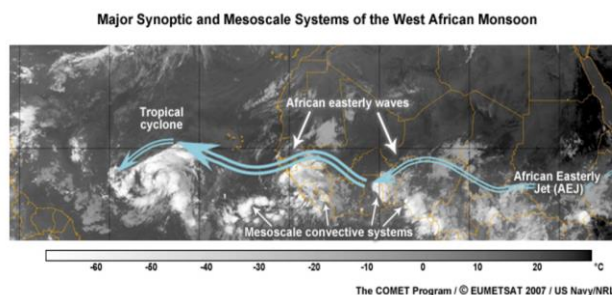 Major Synoptic and Mesoscale Systems of the West African Monsoon
Tropical
cyclone
African easterly waves
African Easterly
Jet (AEJ)
Mesoscale convective systems
-60 -50 -40 -30 -20 -10 0 10 20 °C
The COMET Program / © EUMETSAT 2007 / US Navy/NRL